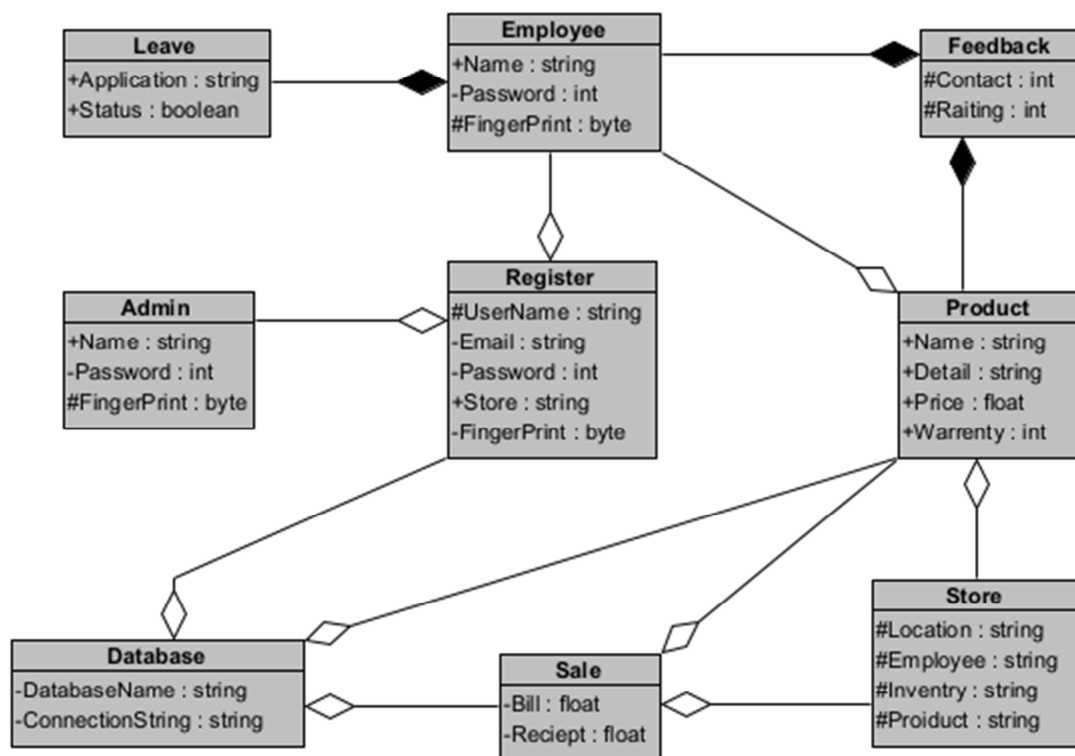 Leave
+Application : string
+Status : boolean
Employee
+Name : string
-Password : int
#FingerPrint : byte
Feedback
#Contact : int
#Raiting : int
Admin
+Name : string
-Password : int
#FingerPrint : byte
Register
#UserName : string
-Email : string
-Password : int
+Store : string
-FingerPrint : byte
Product
+Name : string
+Detail : string
+Price : float
+Warrenty : int
Database
-DatabaseName : string
-ConnectionString : string
Sale
-Bill : float
-Reciept : float
Store
#Location : string
#Employee : string
#Inventry : string
#Proiduct : string